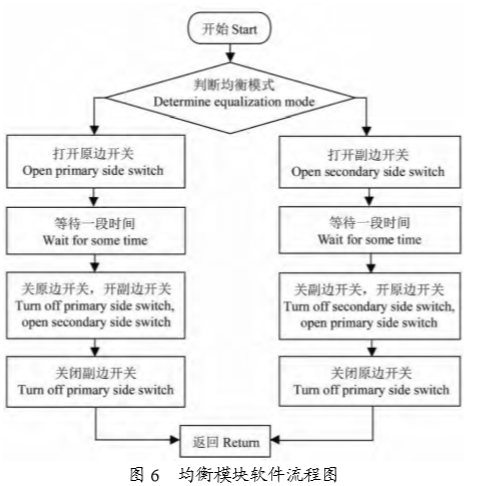 开始 Start
判断均衡模式
Determine equalization mode
打开原边开关
Open primary side switch
等待一段时间
Wait for some time
关原边开关，开副边开关
Turn off primary side switch,
open secondary side switch
关闭副边开关
Turn off primary side switch
打开副边开关
Open secondary side switch
等待一段时间
Wait for some time
关副边开关，开原边开关
Turn off secondary side switch,
open primary side switch
关闭原边开关
Turn off primary side switch
返回 Return
图 6 均衡模块软件流程图